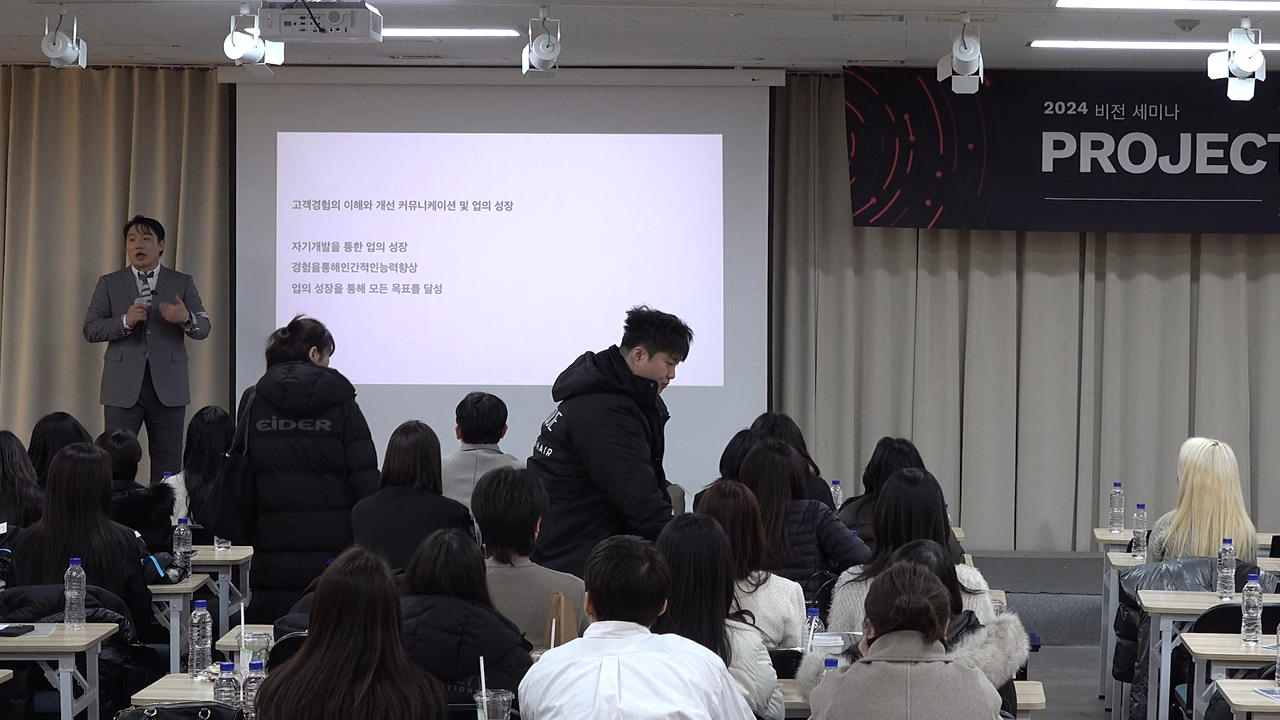 2024 비전 세미나
PROJECT
고객경험의 이해와 개선 커뮤니케이션 및 업의 성장
자기개발을 통한 업의 성장
경험을통해인간적인능력향상
업의 성장을 통해 모든 목표를 달성
EIDER
HAIR